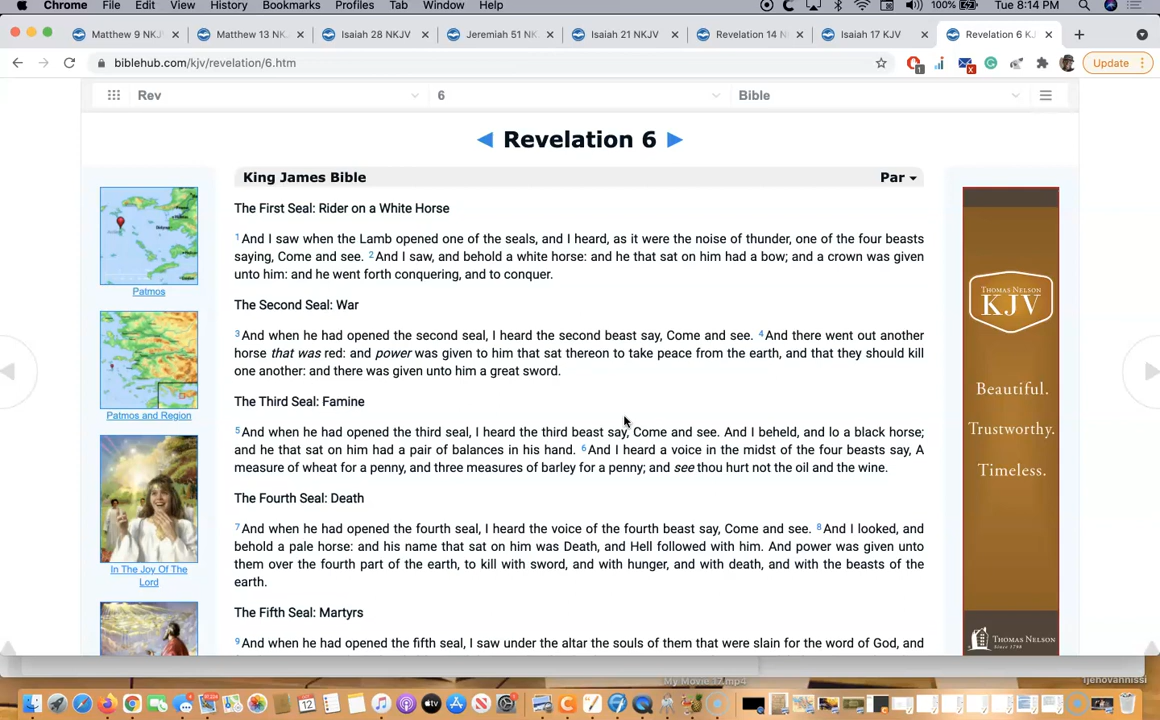 Chrome File Edit View History Bookmarks Profiles Tab Window Help 100% Tue 8:14 PM
Matthew 9 NKJV Matthew 13 NKJV Isaiah 28 NKJV Jeremiah 51 NK Isaiah 21 NKJV Revelation 14 N Isaiah 17 KJV Revelation 6 KJ
biblehub.com/kjv/revelation/6.htm Update
Rev 6 Bible
Revelation 6
King James Bible Par
The First Seal: Rider on a White Horse
1And I saw when the Lamb opened one of the seals, and I heard, as it were the noise of thunder, one of the four beasts
saying, Come and see. 2And I saw, and behold a white horse: and he that sat on him had a bow; and a crown was given
unto him: and he went forth conquering, and to conquer.
The Second Seal: War
3And when he had opened the second seal, I heard the second beast say, Come and see. 4And there went out another
horse that was red: and power was given to him that sat thereon to take peace from the earth, and that they should kill
one another: and there was given unto him a great sword.
The Third Seal: Famine
5And when he had opened the third seal, I heard the third beast say, Come and see. And I beheld, and lo a black horse;
and he that sat on him had a pair of balances in his hand. 6And I heard a voice in the midst of the four beasts say, A
measure of wheat for a penny, and three measures of barley for a penny; and see thou hurt not the oil and the wine.
The Fourth Seal: Death
7And when he had opened the fourth seal, I heard the voice of the fourth beast say, Come and see. 8And I looked, and
behold a pale horse: and his name that sat on him was Death, and Hell followed with him. And power was given unto
them over the fourth part of the earth, to kill with sword, and with hunger, and with death, and with the beasts of the
earth.
The Fifth Seal: Martyrs
9And when he had opened the fifth seal, I saw under the altar the souls of them that were slain for the word of God, and
Patmos
Patmos and Region
In The Joy Of The
Lord
THOMAS NELSON
KJV
Beautiful.
Trustworthy.
Timeless.
THOMAS NELSON
Since 1798
My Movie 17.mp4
1jehovahnissi